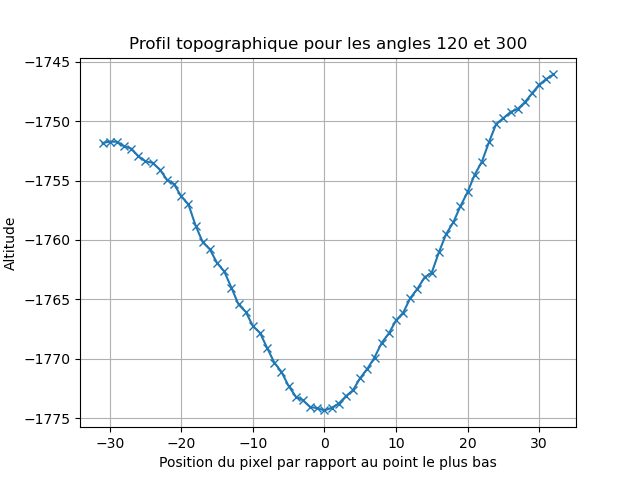 Profil topographique pour les angles 120 et 300
Altitude
−1745
−1750
−1755
−1760
−1765
−1770
−1775
−30 −20 −10 0 10 20 30
Position du pixel par rapport au point le plus bas